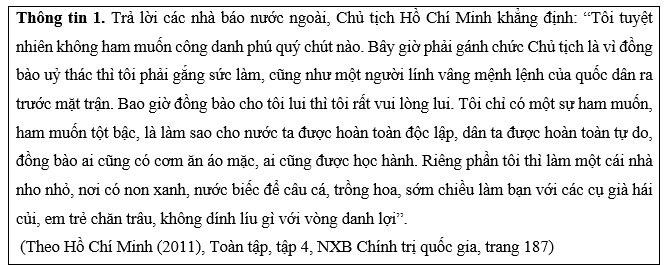 Thông tin 1. Trả lời các nhà báo nước ngoài, Chủ tịch Hồ Chí Minh khẳng định: “Tôi tuyệt
nhiên không ham muốn công danh phú quý chút nào. Bây giờ phải gánh chức Chủ tịch là vì đồng
bào uỷ thác thì tôi phải gắng sức làm, cũng như một người lính vâng mệnh lệnh của quốc dân ra
trước mặt trận. Bao giờ đồng bào cho tôi lui thì tôi rất vui lòng lui. Tôi chỉ có một sự ham muốn,
ham muốn tột bậc, là làm sao cho nước ta được hoàn toàn độc lập, dân ta được hoàn toàn tự do,
đồng bào ai cũng có cơm ăn áo mặc, ai cũng được học hành. Riêng phần tôi thì làm một cái nhà
nho nhỏ, nơi có non xanh, nước biếc để câu cá, trồng hoa, sớm chiều làm bạn với các cụ già hái
củi, em trẻ chăn trâu, không dính líu gì với vòng danh lợi”.
(Theo Hồ Chí Minh (2011), Toàn tập, tập 4, NXB Chính trị quốc gia, trang 187)